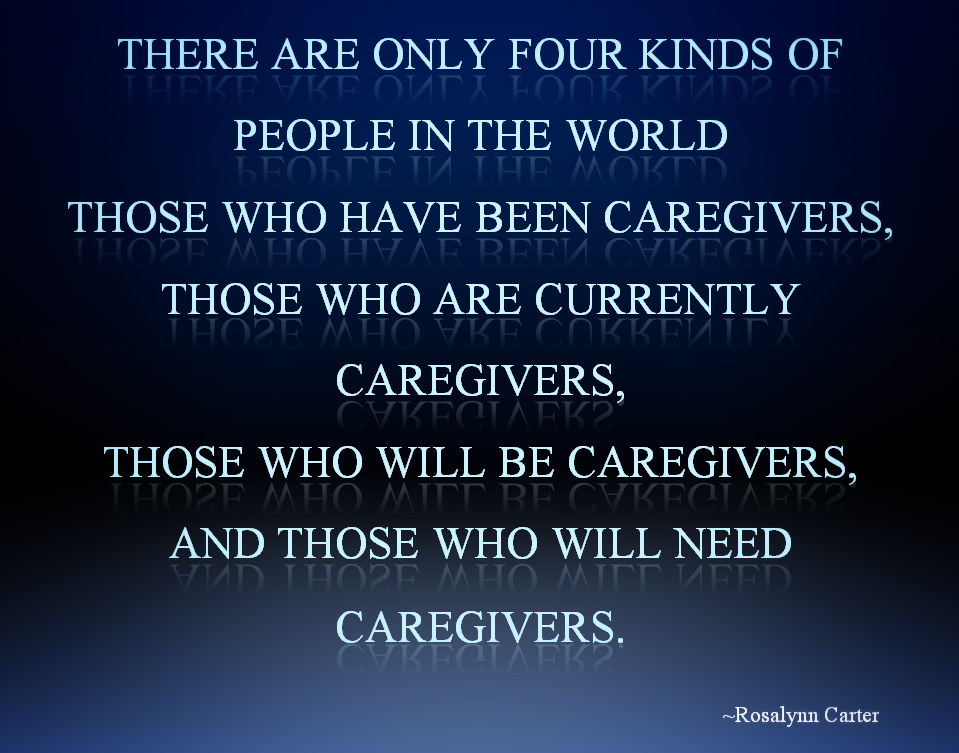 THERE ARE ONLY FOUR KINDS OF
PEOPLE IN THE WORLD
THOSE WHO HAVE BEEN CAREGIVERS,
THOSE WHO ARE CURRENTLY
CAREGIVERS,
THOSE WHO WILL BE CAREGIVERS,
AND THOSE WHO WILL NEED
CAREGIVERS.
~Rosalynn Carter